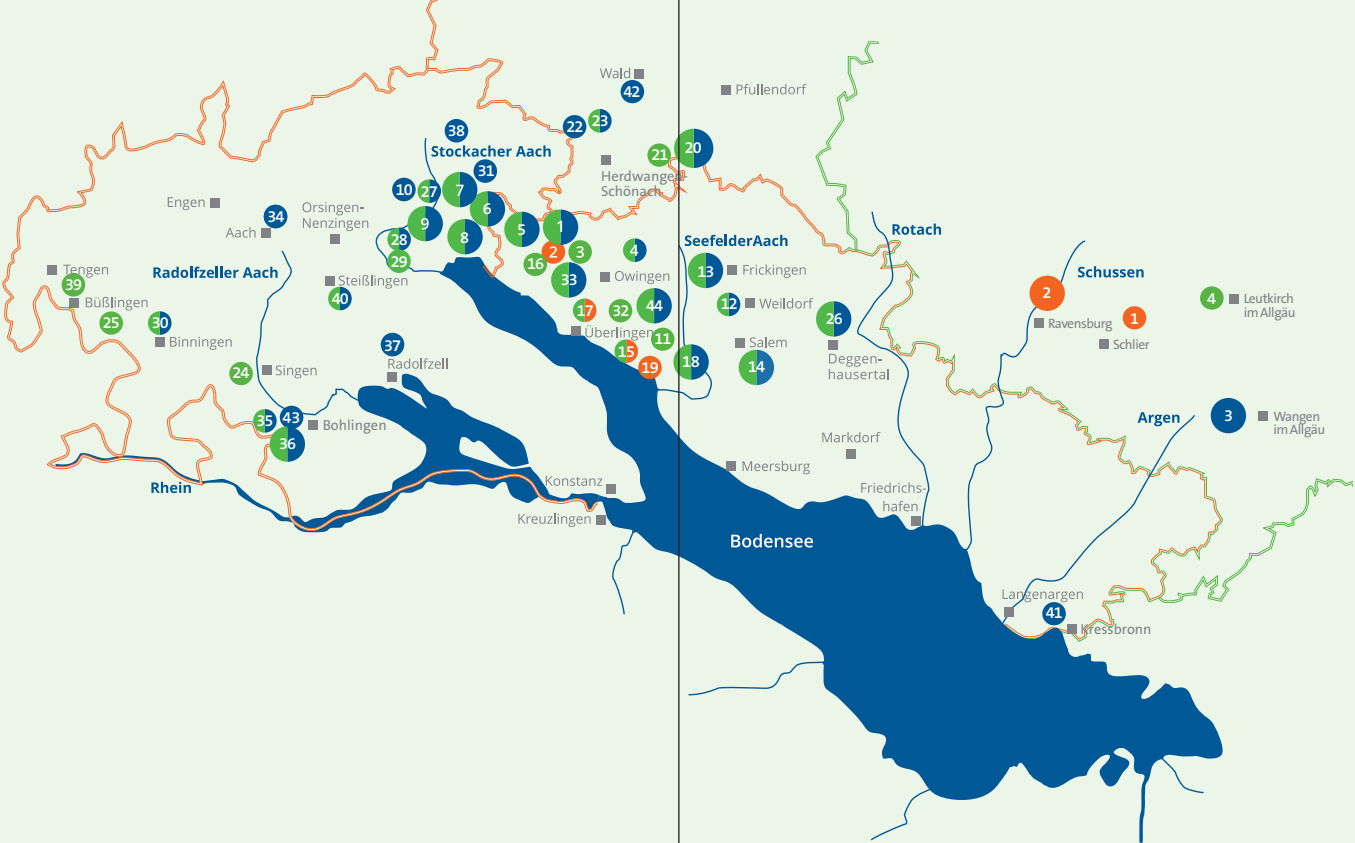 Wald
42
Pfullendorf
38
22
23
Stockacher Aach
21
20
31
Herdwangen-
Schönach
10
27
7
Engen
Orsingen-
Nenzingen
6
34
Aach
9
8
5
1
28
29
2
3
4
16
SeefelderAach
Rotach
Tengen
39
Radolfzeller Aach
Steißlingen
40
33
Owingen
13
Frickingen
Schussen
Büßlingen
25
30
Binningen
17
32
44
12
Weildorf
26
2
Ravensburg
1
Schlier
4
Leutkirch
im Allgäu
Überlingen
11
15
19
18
Salem
14
Deggen-
hausertal
37
Radolfzell
24
Singen
35
43
36
Bohlingen
Argen
3
Wangen
im Allgäu
Markdorf
Meersburg
Rhein
Konstanz
Kreuzlingen
Friedrichs-
hafen
Bodensee
Langenargen
41
Kressbronn